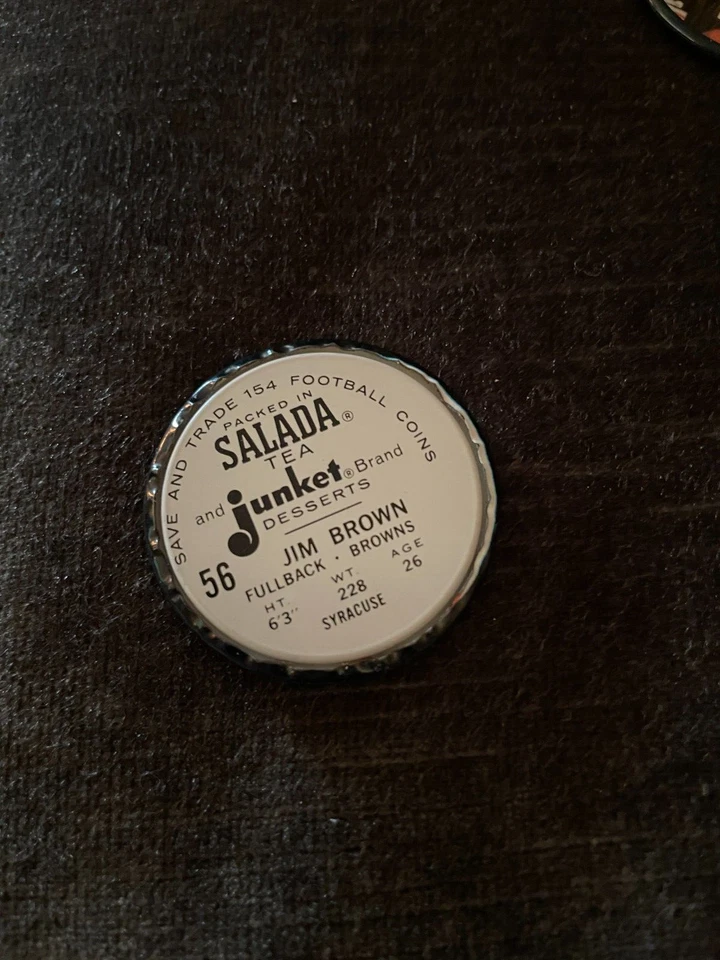 SAVE AND TRADE 154 FOOTBALL COINS
PACKED IN
SALADA®
TEA
and junket® Brand
DESSERTS
JIM BROWN
56 FULLBACK · BROWNS
HT. WT. AGE
6'3" 228 26
SYRACUSE